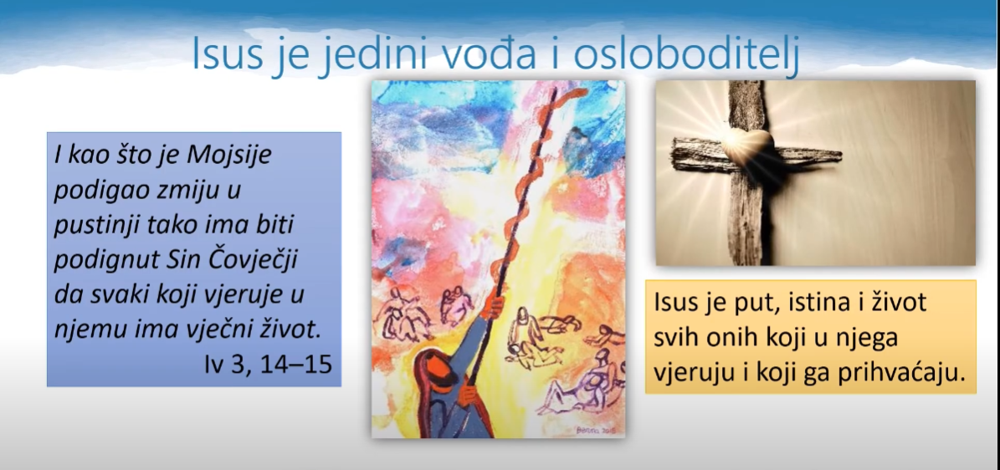 Isus je jedini vođa i osloboditelj
I kao što je Mojsije
podigao zmiju u
pustinji tako ima biti
podignut Sin Čovječji
da svaki koji vjeruje u
njemu ima vječni život.
Iv 3, 14–15
Isus je put, istina i život
svih onih koji u njega
vjeruju i koji ga prihvaćaju.